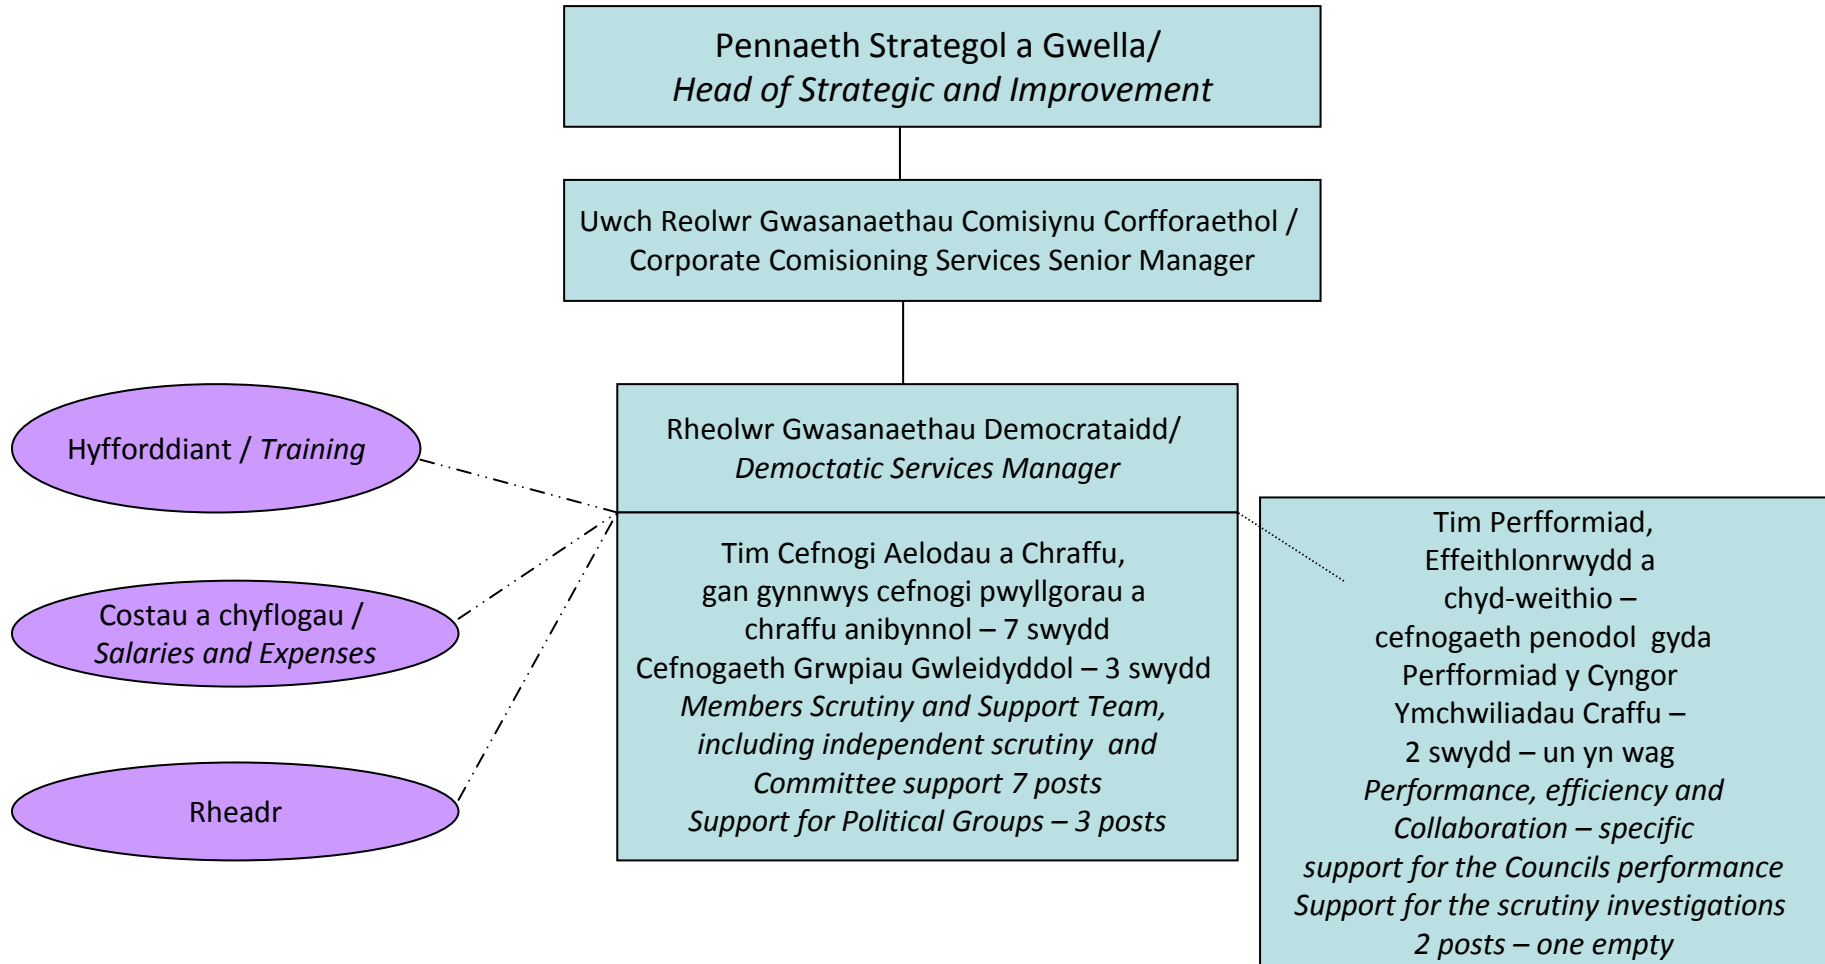 Pennaeth Strategol a Gwella/
Head of Strategic and Improvement
Uwch Reolwr Gwasanaethau Comisiynu Corfforaethol /
Corporate Comisioning Services Senior Manager
Hyfforddiant / Training
Costau a chyflogau /
Salaries and Expenses
Rheadr
Rheolwr Gwasanaethau Democrataidd/
Democtatic Services Manager
Tim Cefnogi Aelodau a Chraffu,
gan gynnwys cefnogi pwyllgorau a
chraffu anibynnol – 7 swydd
Cefnogaeth Grwpiau Gwleidyddol – 3 swydd
Members Scrutiny and Support Team,
including independent scrutiny and
Committee support 7 posts
Support for Political Groups – 3 posts
Tim Perfformiad,
Effeithlonrwydd a
chyd-weithio –
cefnogaeth penodol gyda
Perfformiad y Cyngor
Ymchwiliadau Craffu –
2 swydd – un yn wag
Performance, efficiency and
Collaboration – specific
support for the Councils performance
Support for the scrutiny investigations
2 posts – one empty